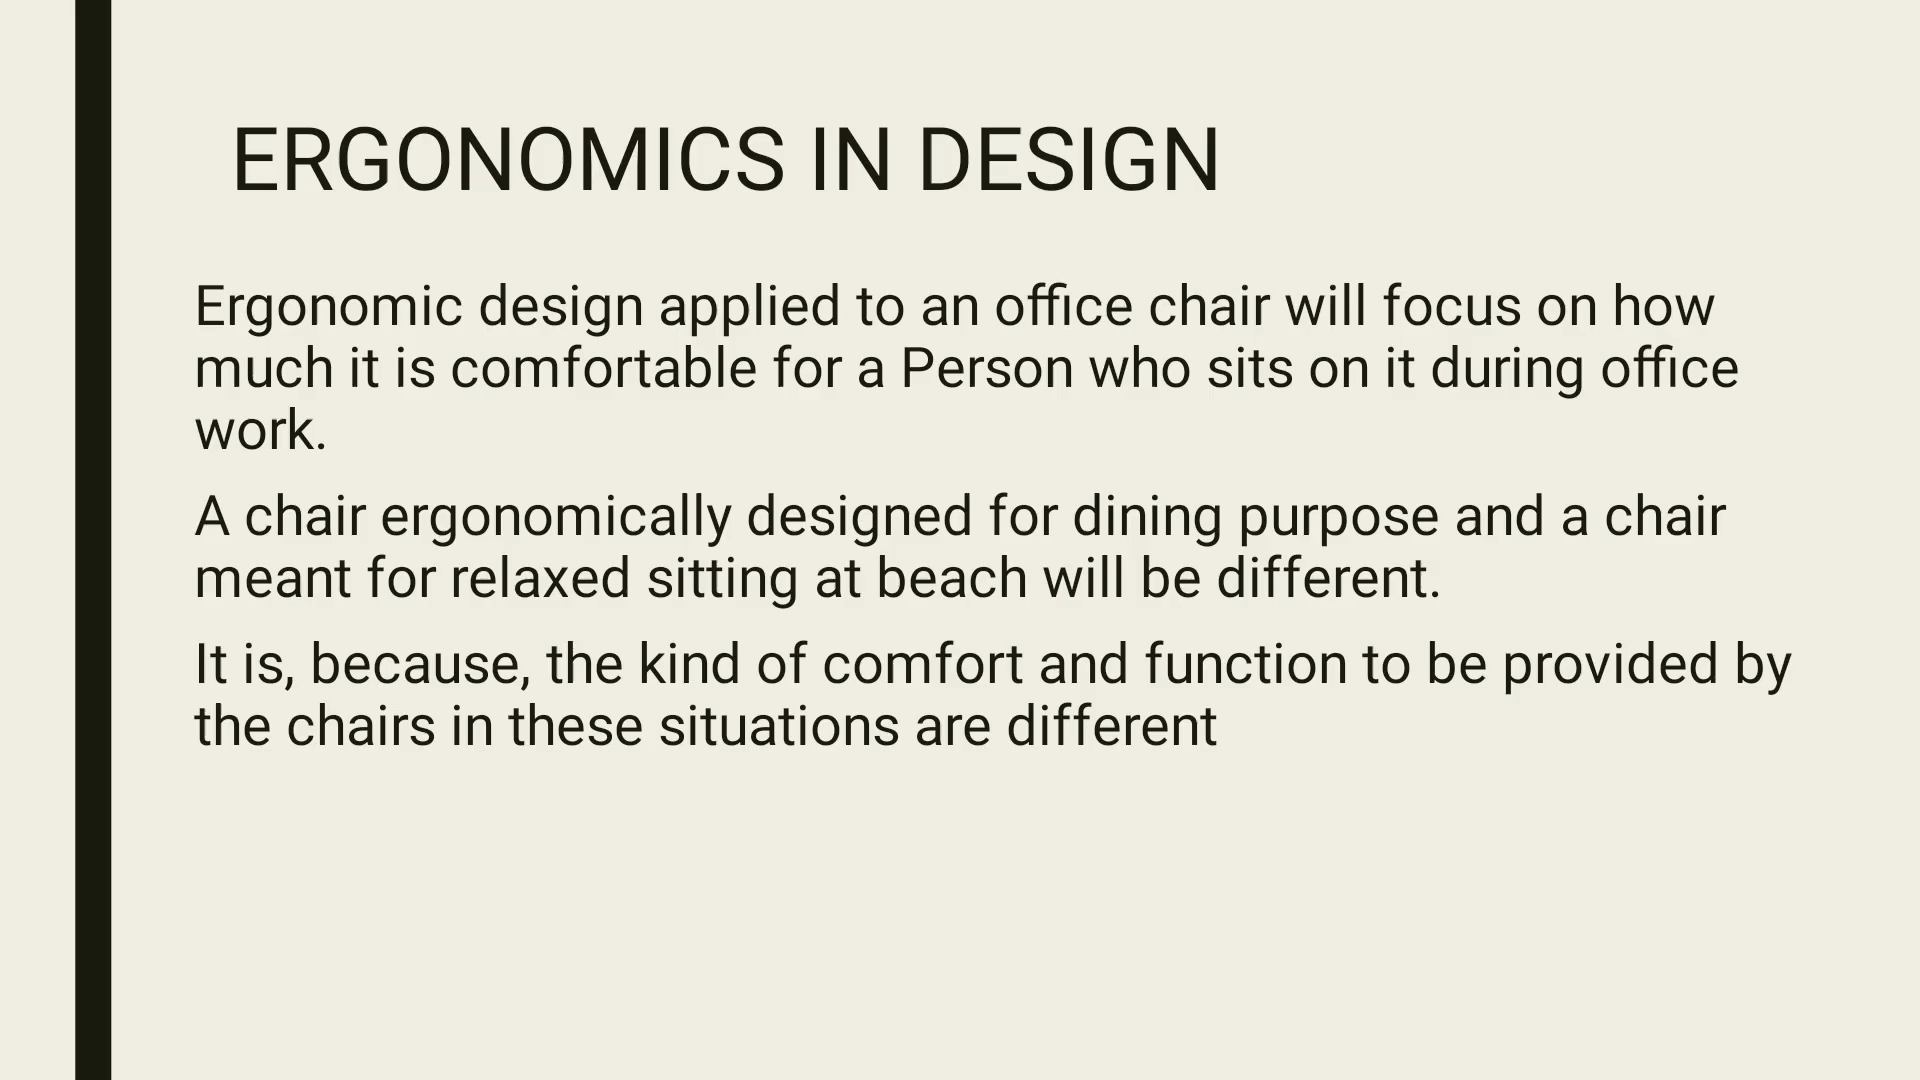 ERGONOMICS IN DESIGN
Ergonomic design applied to an office chair will focus on how
much it is comfortable for a Person who sits on it during office
work.
A chair ergonomically designed for dining purpose and a chair
meant for relaxed sitting at beach will be different.
It is, because, the kind of comfort and function to be provided by
the chairs in these situations are different